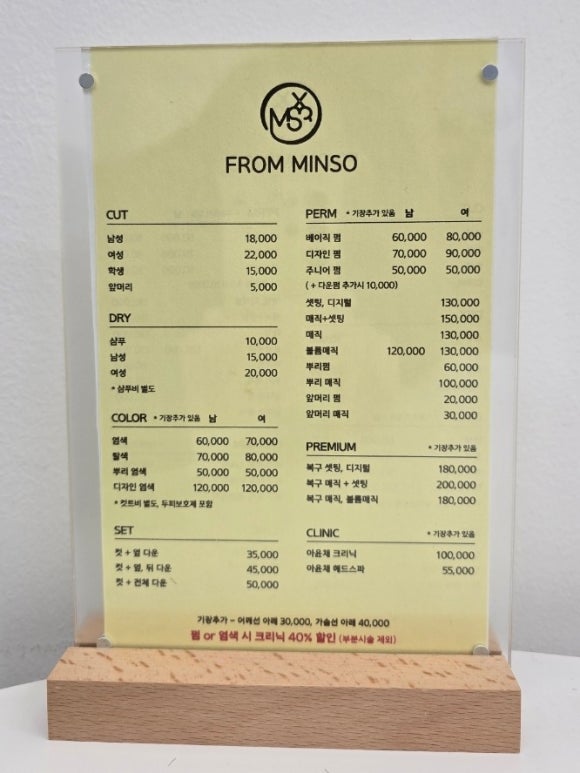 MS
FROM MINSO
CUT
남성 18,000
여성 22,000
학생 15,000
앞머리 5,000
DRY
샴푸 10,000
남성 15,000
여성 20,000
* 샴푸비 별도
COLOR * 기장추가 있음 남 여
염색 60,000 70,000
탈색 70,000 80,000
뿌리 염색 50,000 50,000
디자인 염색 120,000 120,000
* 컷트비 별도, 두피보호제 포함
SET
컷 + 옆 다운 35,000
컷 + 옆, 뒤 다운 45,000
컷 + 전체 다운 50,000
PERM * 기장추가 있음 남 여
베이직 펌 60,000 80,000
디자인 펌 70,000 90,000
주니어 펌 50,000 50,000
( + 다운펌 추가시 10,000)
셋팅, 디지털 130,000
매직+셋팅 150,000
매직 130,000
볼륨매직 120,000 130,000
뿌리펌 60,000
뿌리 매직 100,000
앞머리 펌 20,000
앞머리 매직 30,000
PREMIUM * 기장추가 있음
복구 셋팅, 디지털 180,000
복구 매직 + 셋팅 200,000
복구 매직, 볼륨매직 180,000
CLINIC * 기장추가 있음
아윤채 크리닉 100,000
아윤채 헤드스파 55,000
기장추가 - 어깨선 아래 30,000, 가슴선 아래 40,000
펌 or 염색 시 크리닉 40% 할인 (부분시술 제외)